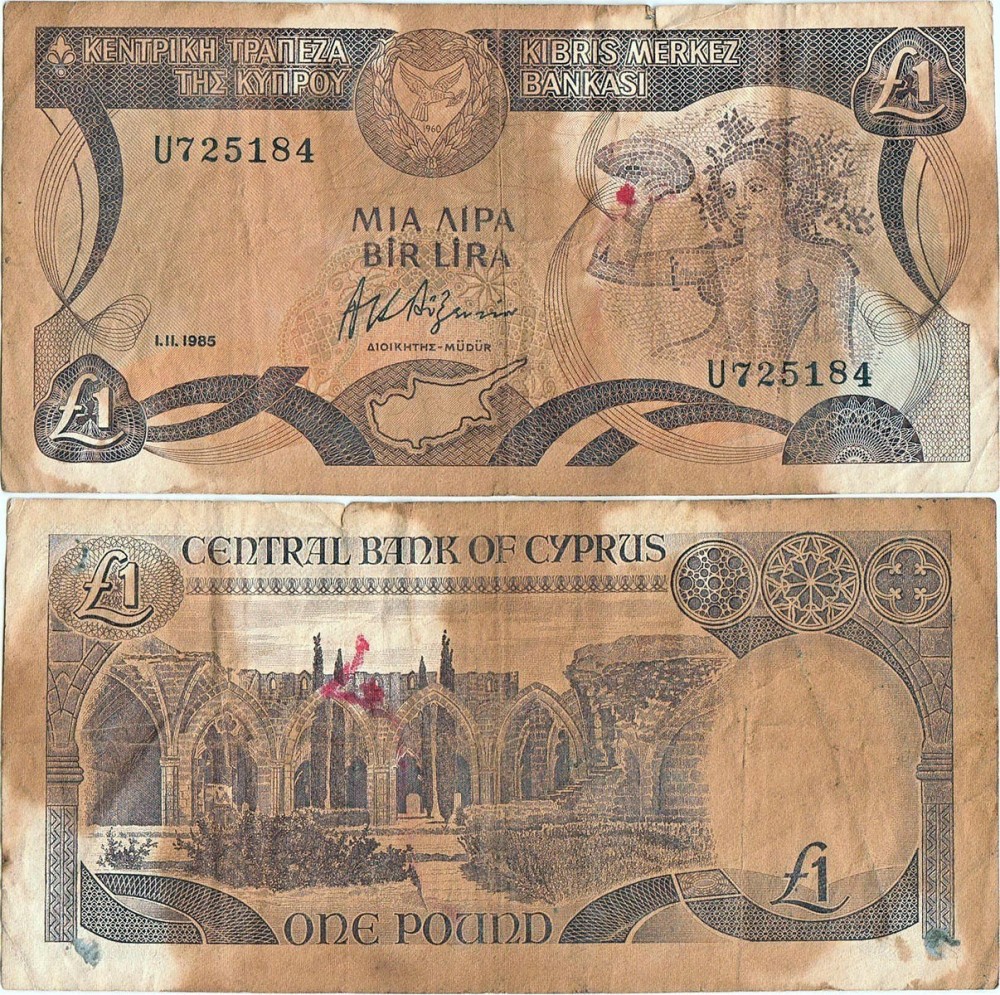 ΚΕΝΤΡΙΚΗ ΤΡΑΠΕΖΑ
ΤΗΣ ΚΥΠΡΟΥ
KIBRIS MERKEZ
BANKASI
£1
1960
U725184
ΜΙΑ ΛΙΡΑ
BİR LİRA
ΔΙΟΙΚΗΤΗΣ-MÜDÜR
1.11.1985
U725184
£1
£1
CENTRAL BANK OF CYPRUS
£1
ONE POUND